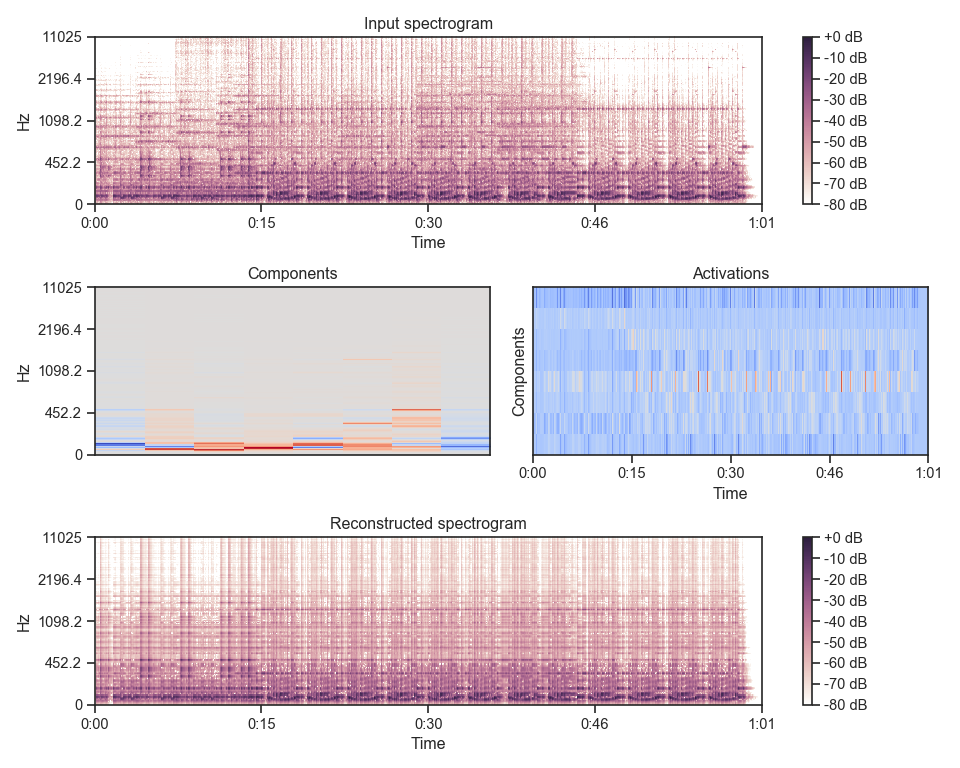 Input spectrogram
11025
2196.4
1098.2
452.2
0
Hz
0:00 0:15 0:30 0:46 1:01
Time
+0 dB
-10 dB
-20 dB
-30 dB
-40 dB
-50 dB
-60 dB
-70 dB
-80 dB
Components
11025
2196.4
1098.2
452.2
0
Hz
Activations
Components
0:00 0:15 0:30 0:46 1:01
Time
Reconstructed spectrogram
11025
2196.4
1098.2
452.2
0
Hz
0:00 0:15 0:30 0:46 1:01
Time
+0 dB
-10 dB
-20 dB
-30 dB
-40 dB
-50 dB
-60 dB
-70 dB
-80 dB